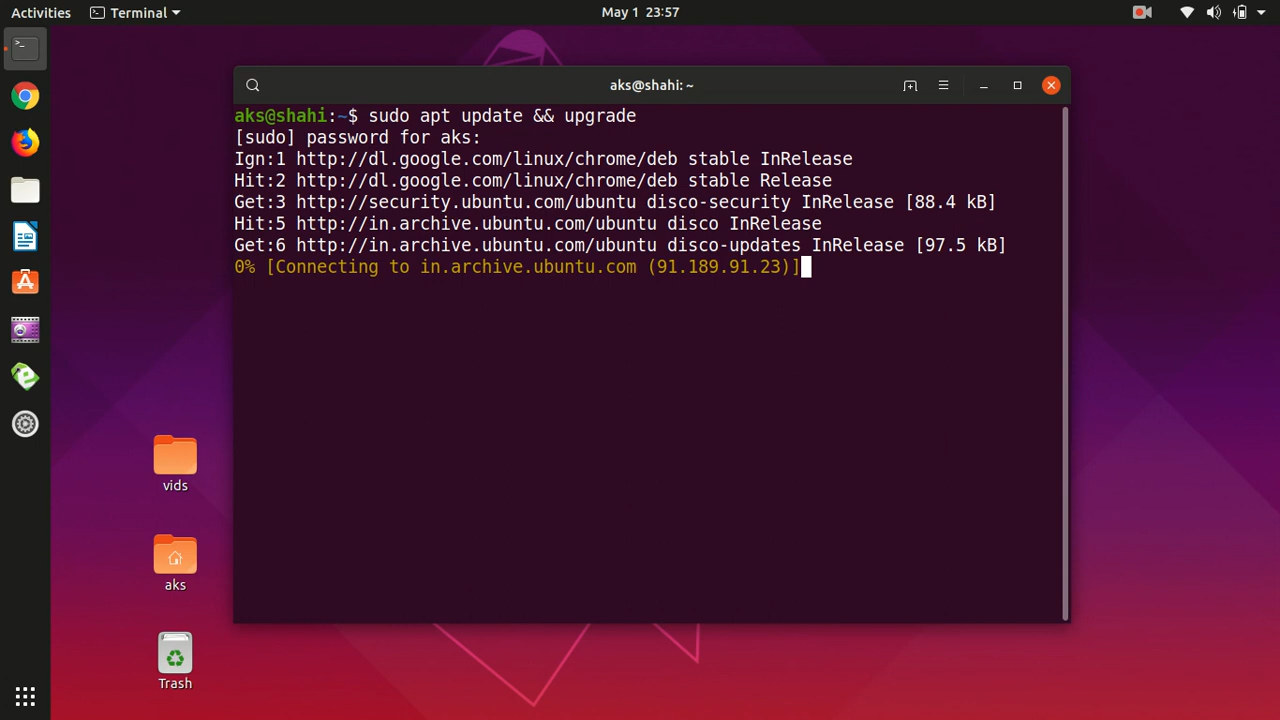 Activities
Terminal
May 1 23:57
aks@shahi: ~
aks@shahi:~$ sudo apt update && upgrade
[sudo] password for aks:
Ign:1 http://dl.google.com/linux/chrome/deb stable InRelease
Hit:2 http://dl.google.com/linux/chrome/deb stable Release
Get:3 http://security.ubuntu.com/ubuntu disco-security InRelease [88.4 kB]
Hit:5 http://in.archive.ubuntu.com/ubuntu disco InRelease
Get:6 http://in.archive.ubuntu.com/ubuntu disco-updates InRelease [97.5 kB]
0% [Connecting to in.archive.ubuntu.com (91.189.91.23)]
vids
aks
Trash